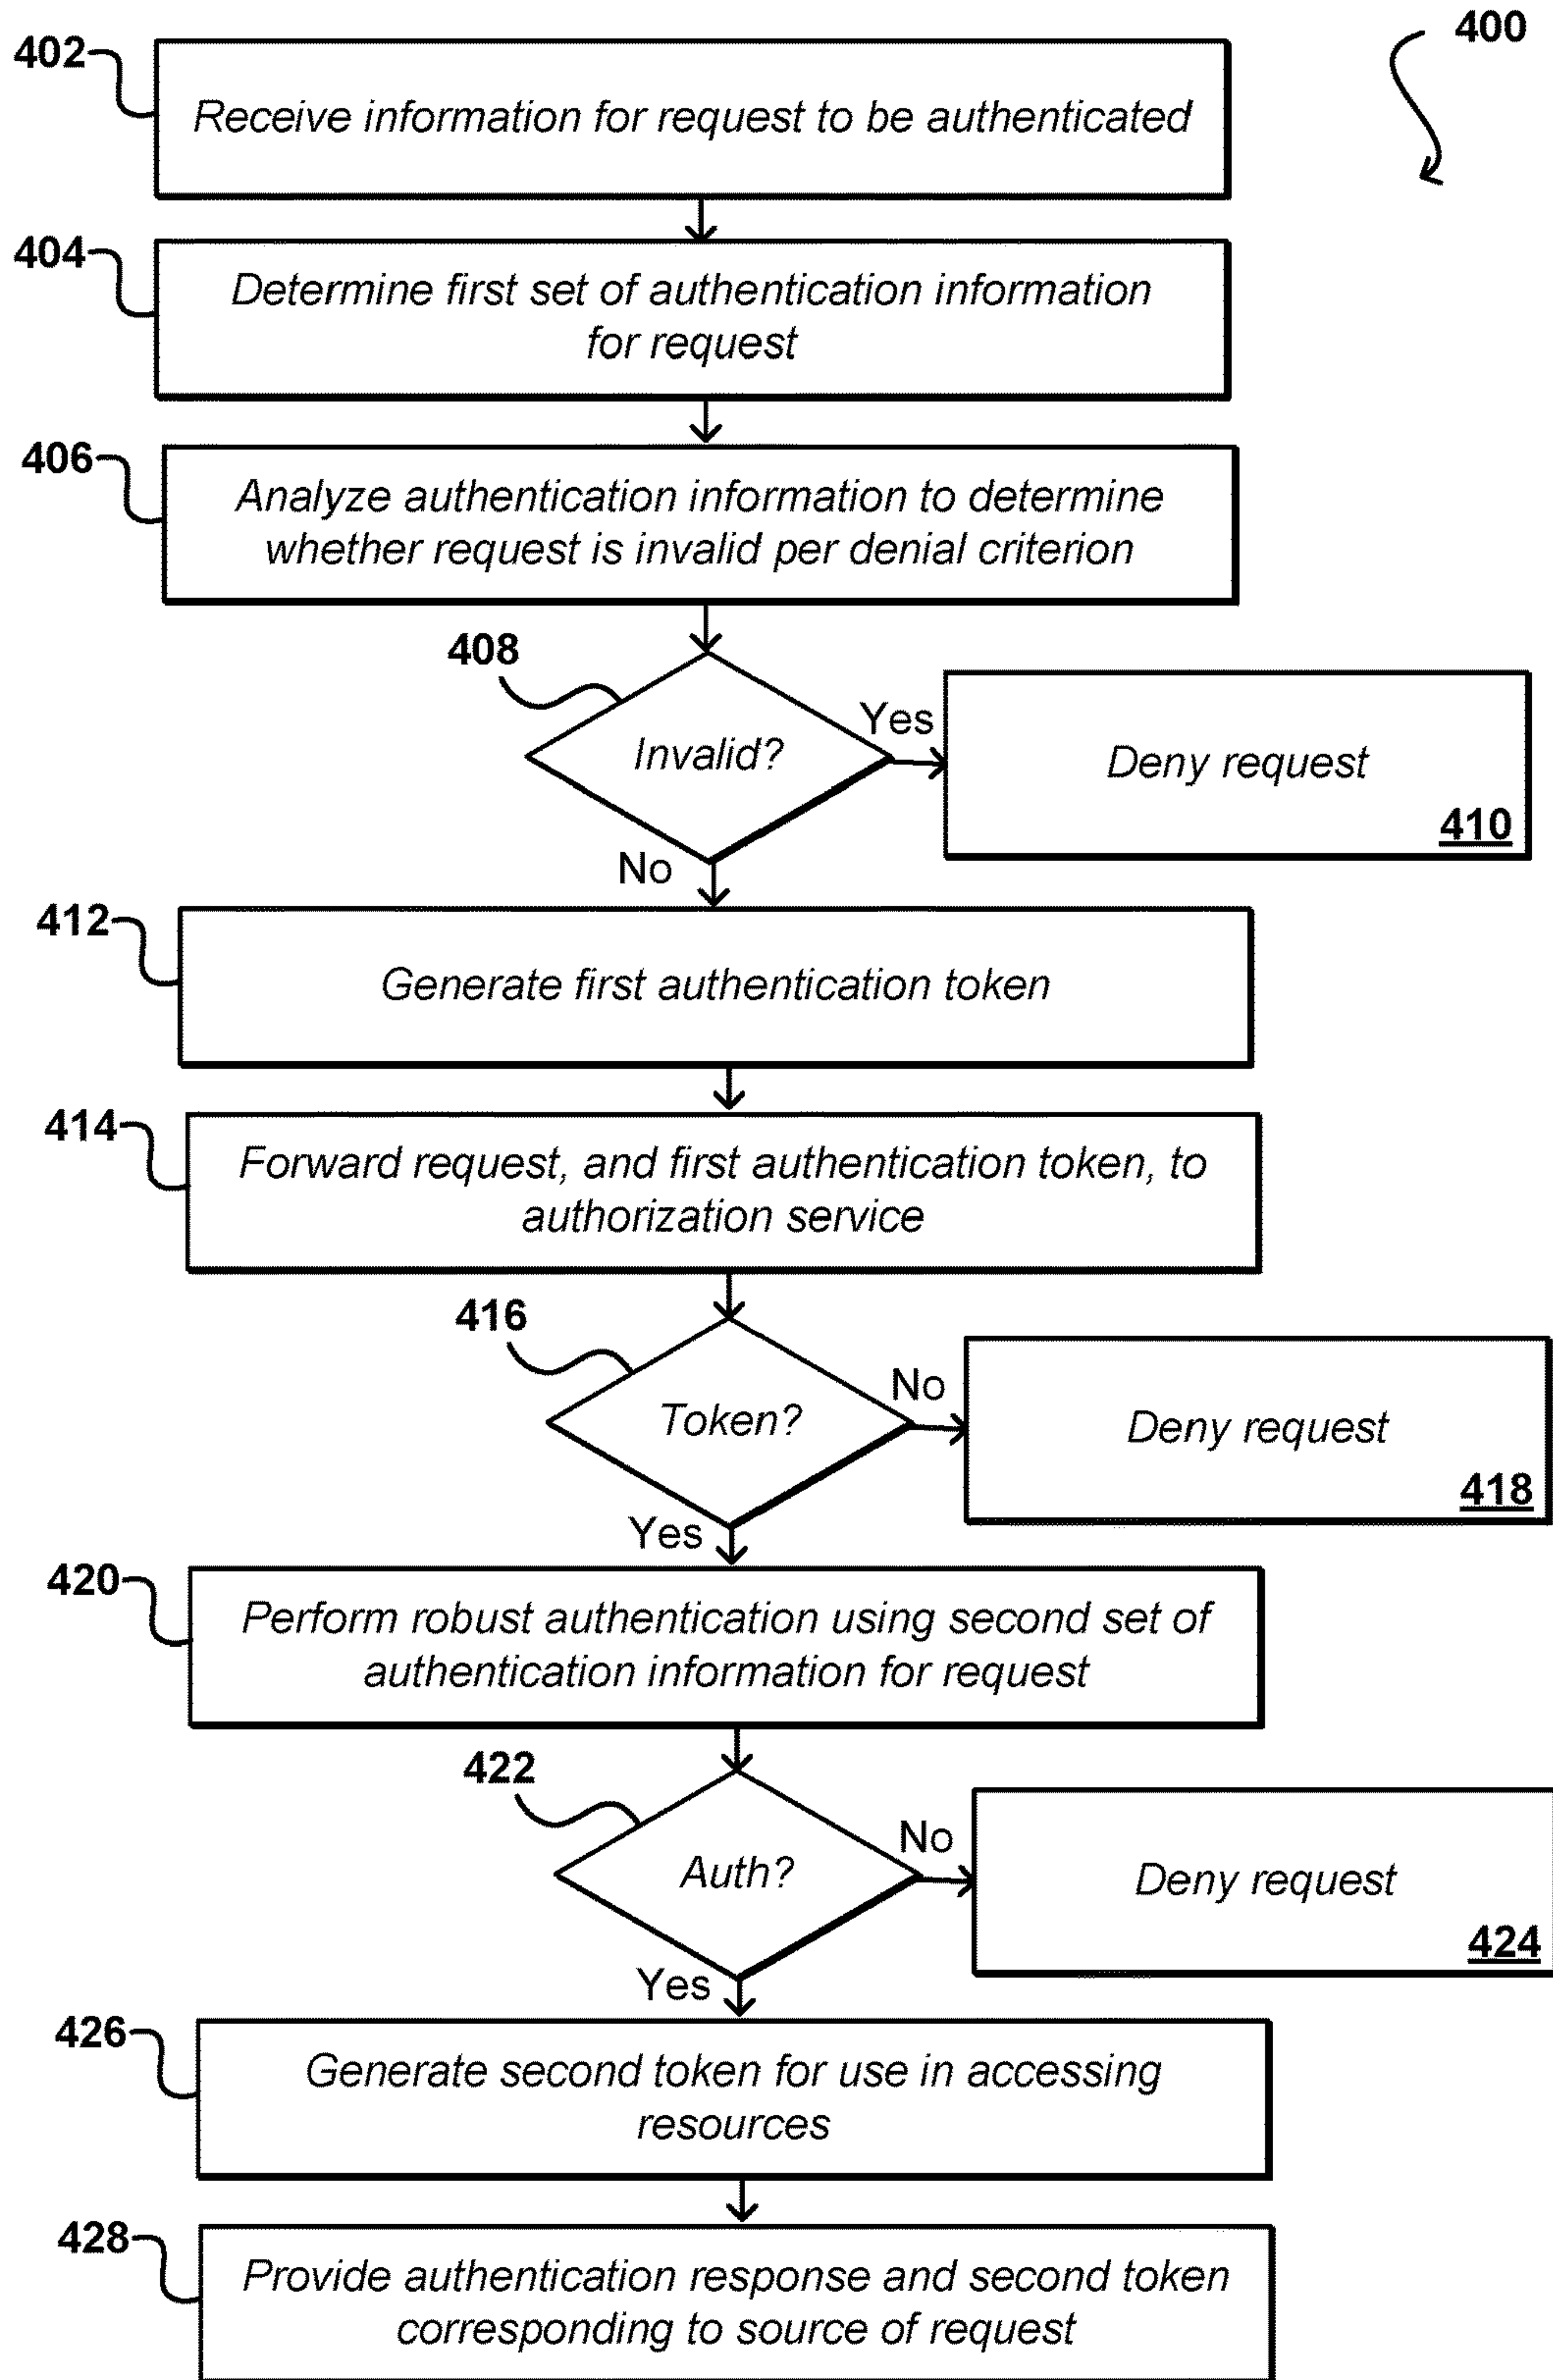 400
402
Receive information for request to be authenticated
404
Determine first set of authentication information
for request
406
Analyze authentication information to determine
whether request is invalid per denial criterion
408
Invalid?
Yes
Deny request
410
No
412
Generate first authentication token
414
Forward request, and first authentication token, to
authorization service
416
Token?
No
Deny request
418
Yes
420
Perform robust authentication using second set of
authentication information for request
422
Auth?
No
Deny request
424
Yes
426
Generate second token for use in accessing
resources
428
Provide authentication response and second token
corresponding to source of request